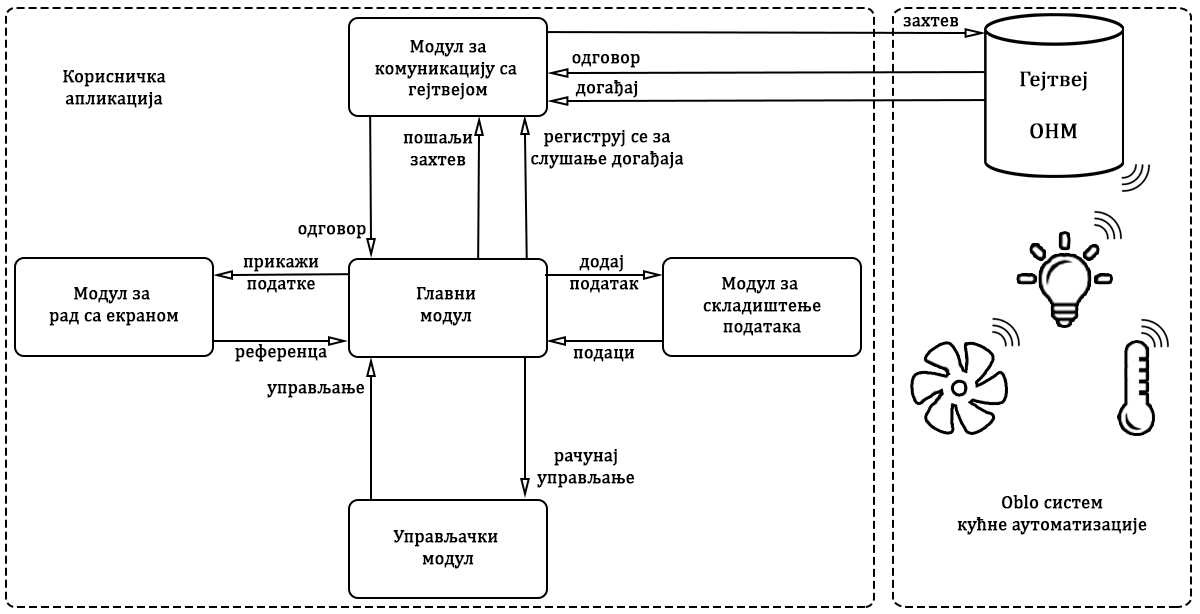 Корисничка
апликација
Модул за
комуникацију са
гејтвејом
захтев
одговор
догађај
Гејтвеј
ОНМ
пошаљи
захтев
региструј се за
слушање догађаја
одговор
прикажи
податке
додај
податак
Модул за
рад са екраном
Главни
модул
Модул за
складиштење
података
референца
подаци
управљање
рачунај
управљање
Управљачки
модул
Oblo систем
кућне аутоматизације